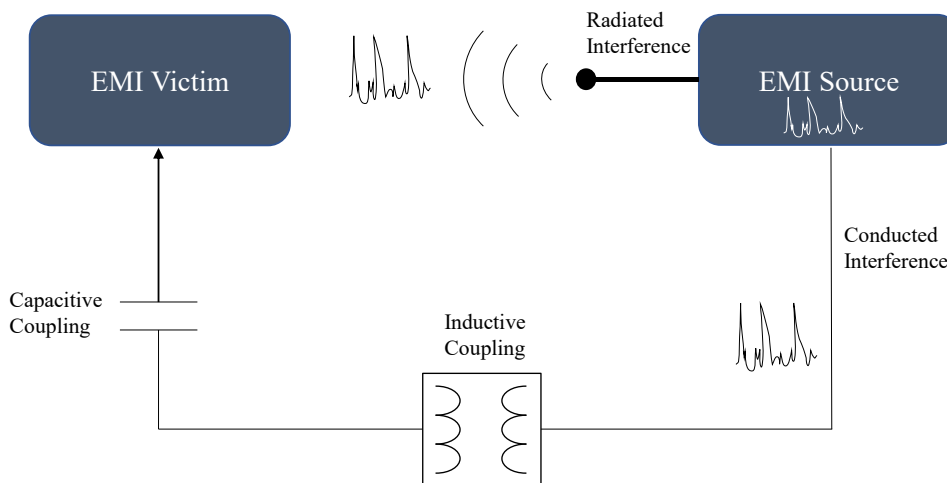 Radiated
Interference
EMI Victim
EMI Source
Conducted
Interference
Capacitive
Coupling
Inductive
Coupling